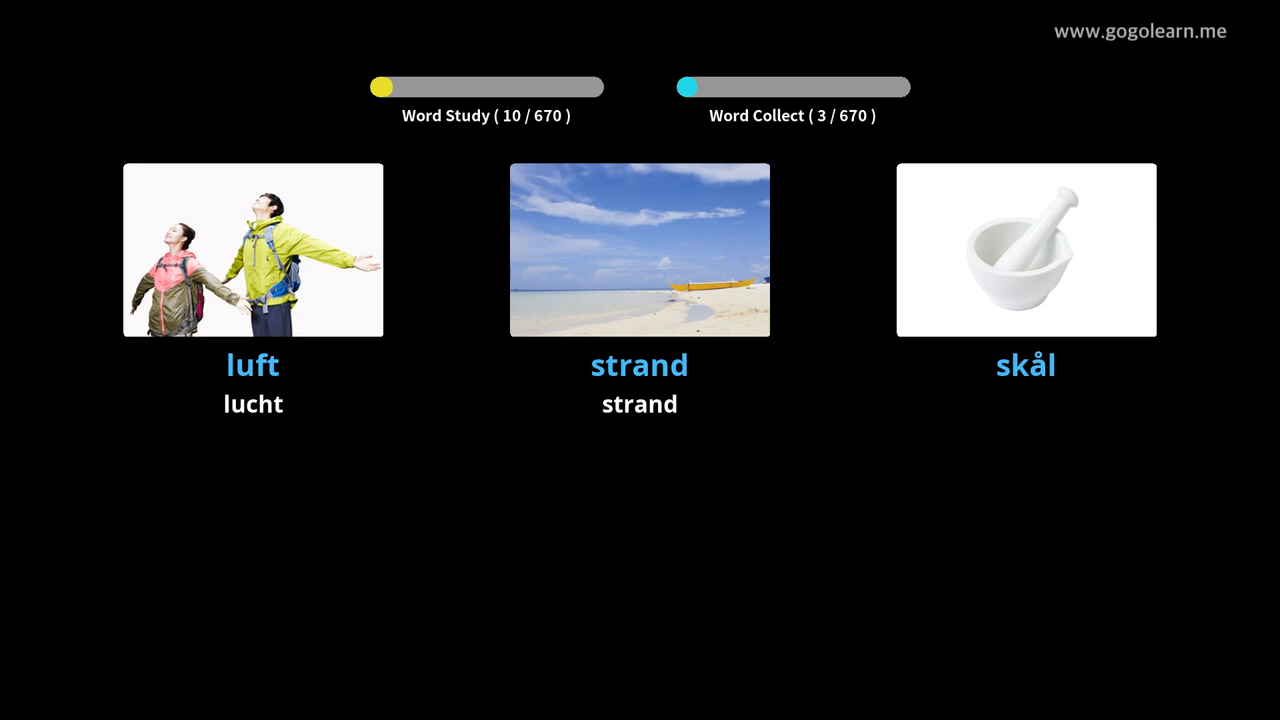 www.gogolearn.me
Word Study ( 10 / 670 )
Word Collect ( 3 / 670 )
luft
strand
skål
lucht
strand